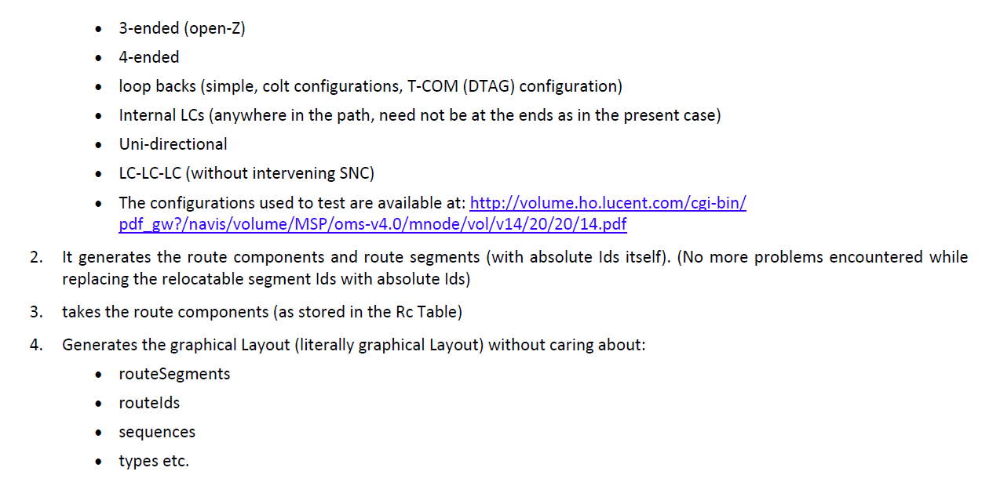 • 3-ended (open-Z)
• 4-ended
• loop backs (simple, colt configurations, T-COM (DTAG) configuration)
• Internal LCs (anywhere in the path, need not be at the ends as in the present case)
• Uni-directional
• LC-LC-LC (without intervening SNC)
• The configurations used to test are available at: http://volume.ho.lucent.com/cgi-bin/
pdf_gw?/navis/volume/MSP/oms-v4.0/mnode/vol/v14/20/20/14.pdf
2. It generates the route components and route segments (with absolute Ids itself). (No more problems encountered while
replacing the relocatable segment Ids with absolute Ids)
3. takes the route components (as stored in the Rc Table)
4. Generates the graphical Layout (literally graphical Layout) without caring about:
• routeSegments
• routeIds
• sequences
• types etc.